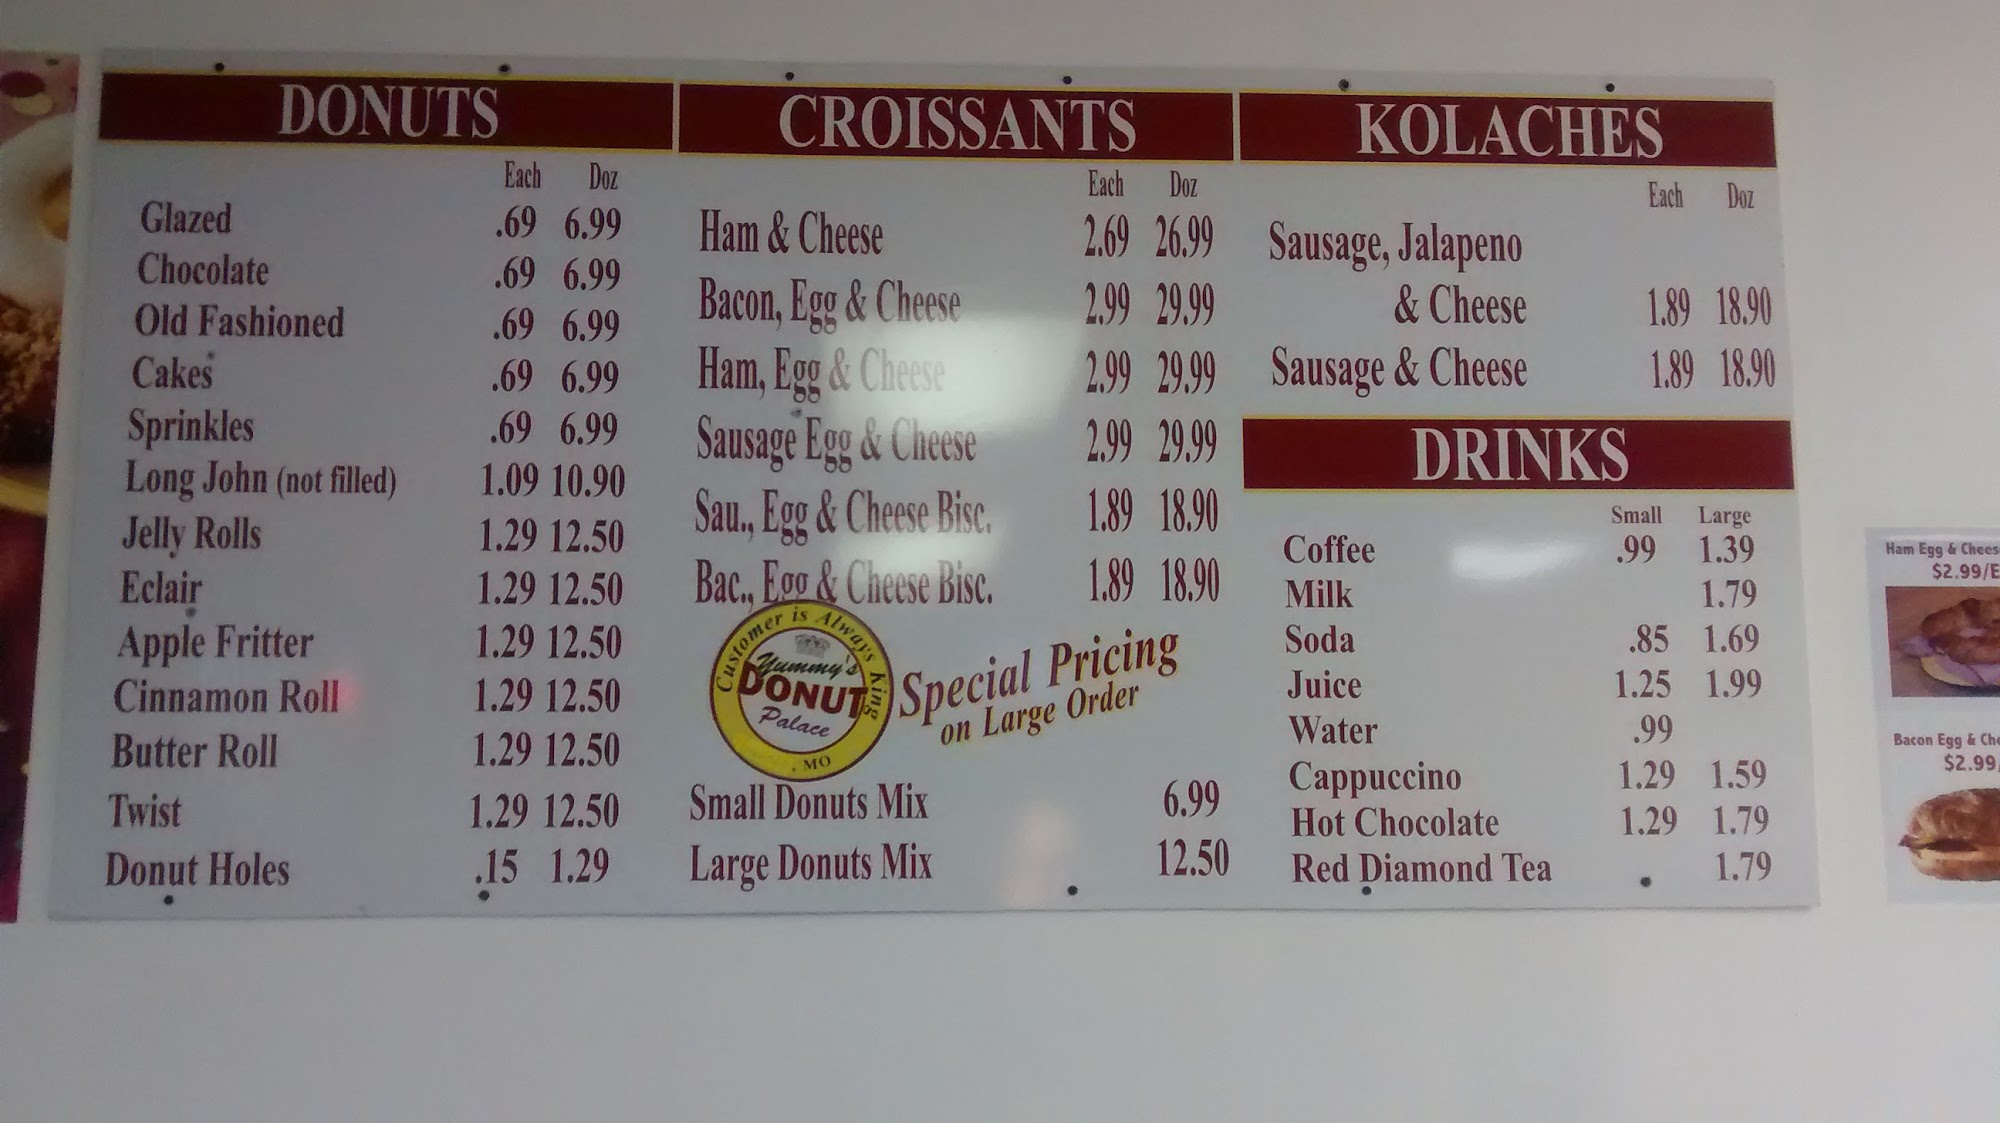 DONUTS
Each Doz
Glazed .69 6.99
Chocolate .69 6.99
Old Fashioned .69 6.99
Cakes .69 6.99
Sprinkles .69 6.99
Long John (not filled) 1.09 10.90
Jelly Rolls 1.29 12.50
Eclair 1.29 12.50
Apple Fritter 1.29 12.50
Cinnamon Roll 1.29 12.50
Butter Roll 1.29 12.50
Twist 1.29 12.50
Donut Holes .15 1.29
CROISSANTS
Each Doz
Ham & Cheese 2.69 26.99
Bacon, Egg & Cheese 2.99 29.99
Ham, Egg & Cheese 2.99 29.99
Sausage Egg & Cheese 2.99 29.99
Sau., Egg & Cheese Bisc. 1.89 18.90
Bac., Egg & Cheese Bisc. 1.89 18.90
Customer is Always King
Yummy's
DONUT
Palace
. MO
Special Pricing
on Large Order
Small Donuts Mix 6.99
Large Donuts Mix 12.50
KOLACHES
Each Doz
Sausage, Jalapeno
& Cheese 1.89 18.90
Sausage & Cheese 1.89 18.90
DRINKS
Small Large
Coffee .99 1.39
Milk 1.79
Soda .85 1.69
Juice 1.25 1.99
Water .99
Cappuccino 1.29 1.59
Hot Chocolate 1.29 1.79
Red Diamond Tea 1.79
Ham Egg & Chees
$2.99/E
Bacon Egg & Che
$2.99/